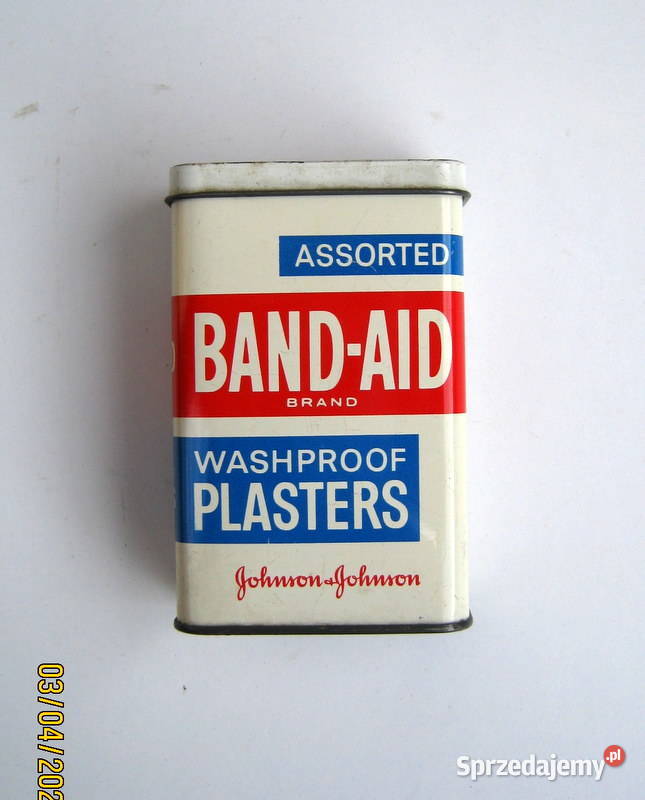 ASSORTED
BAND-AID
BRAND
WASHPROOF
PLASTERS
Johnson & Johnson
03/04/202
Sprzedajemy.pl